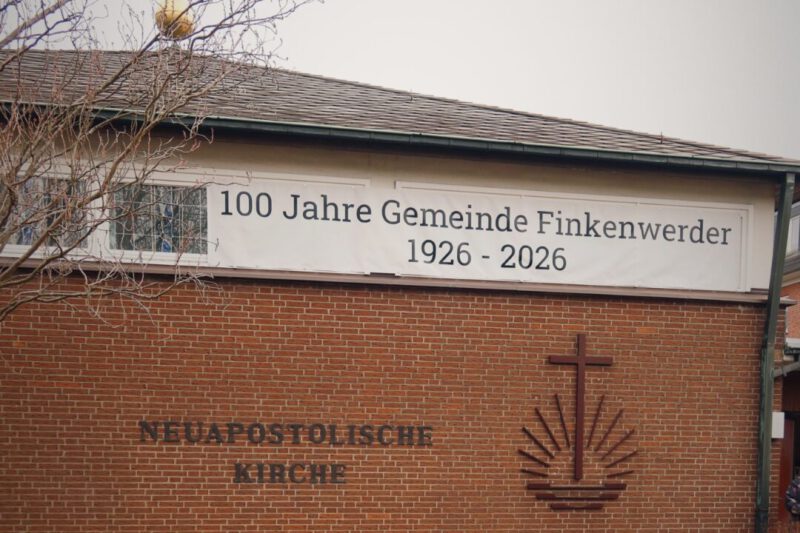 100 Jahre Gemeinde Finkenwerder
1926 - 2026
NEUAPOSTOLISCHE
KIRCHE